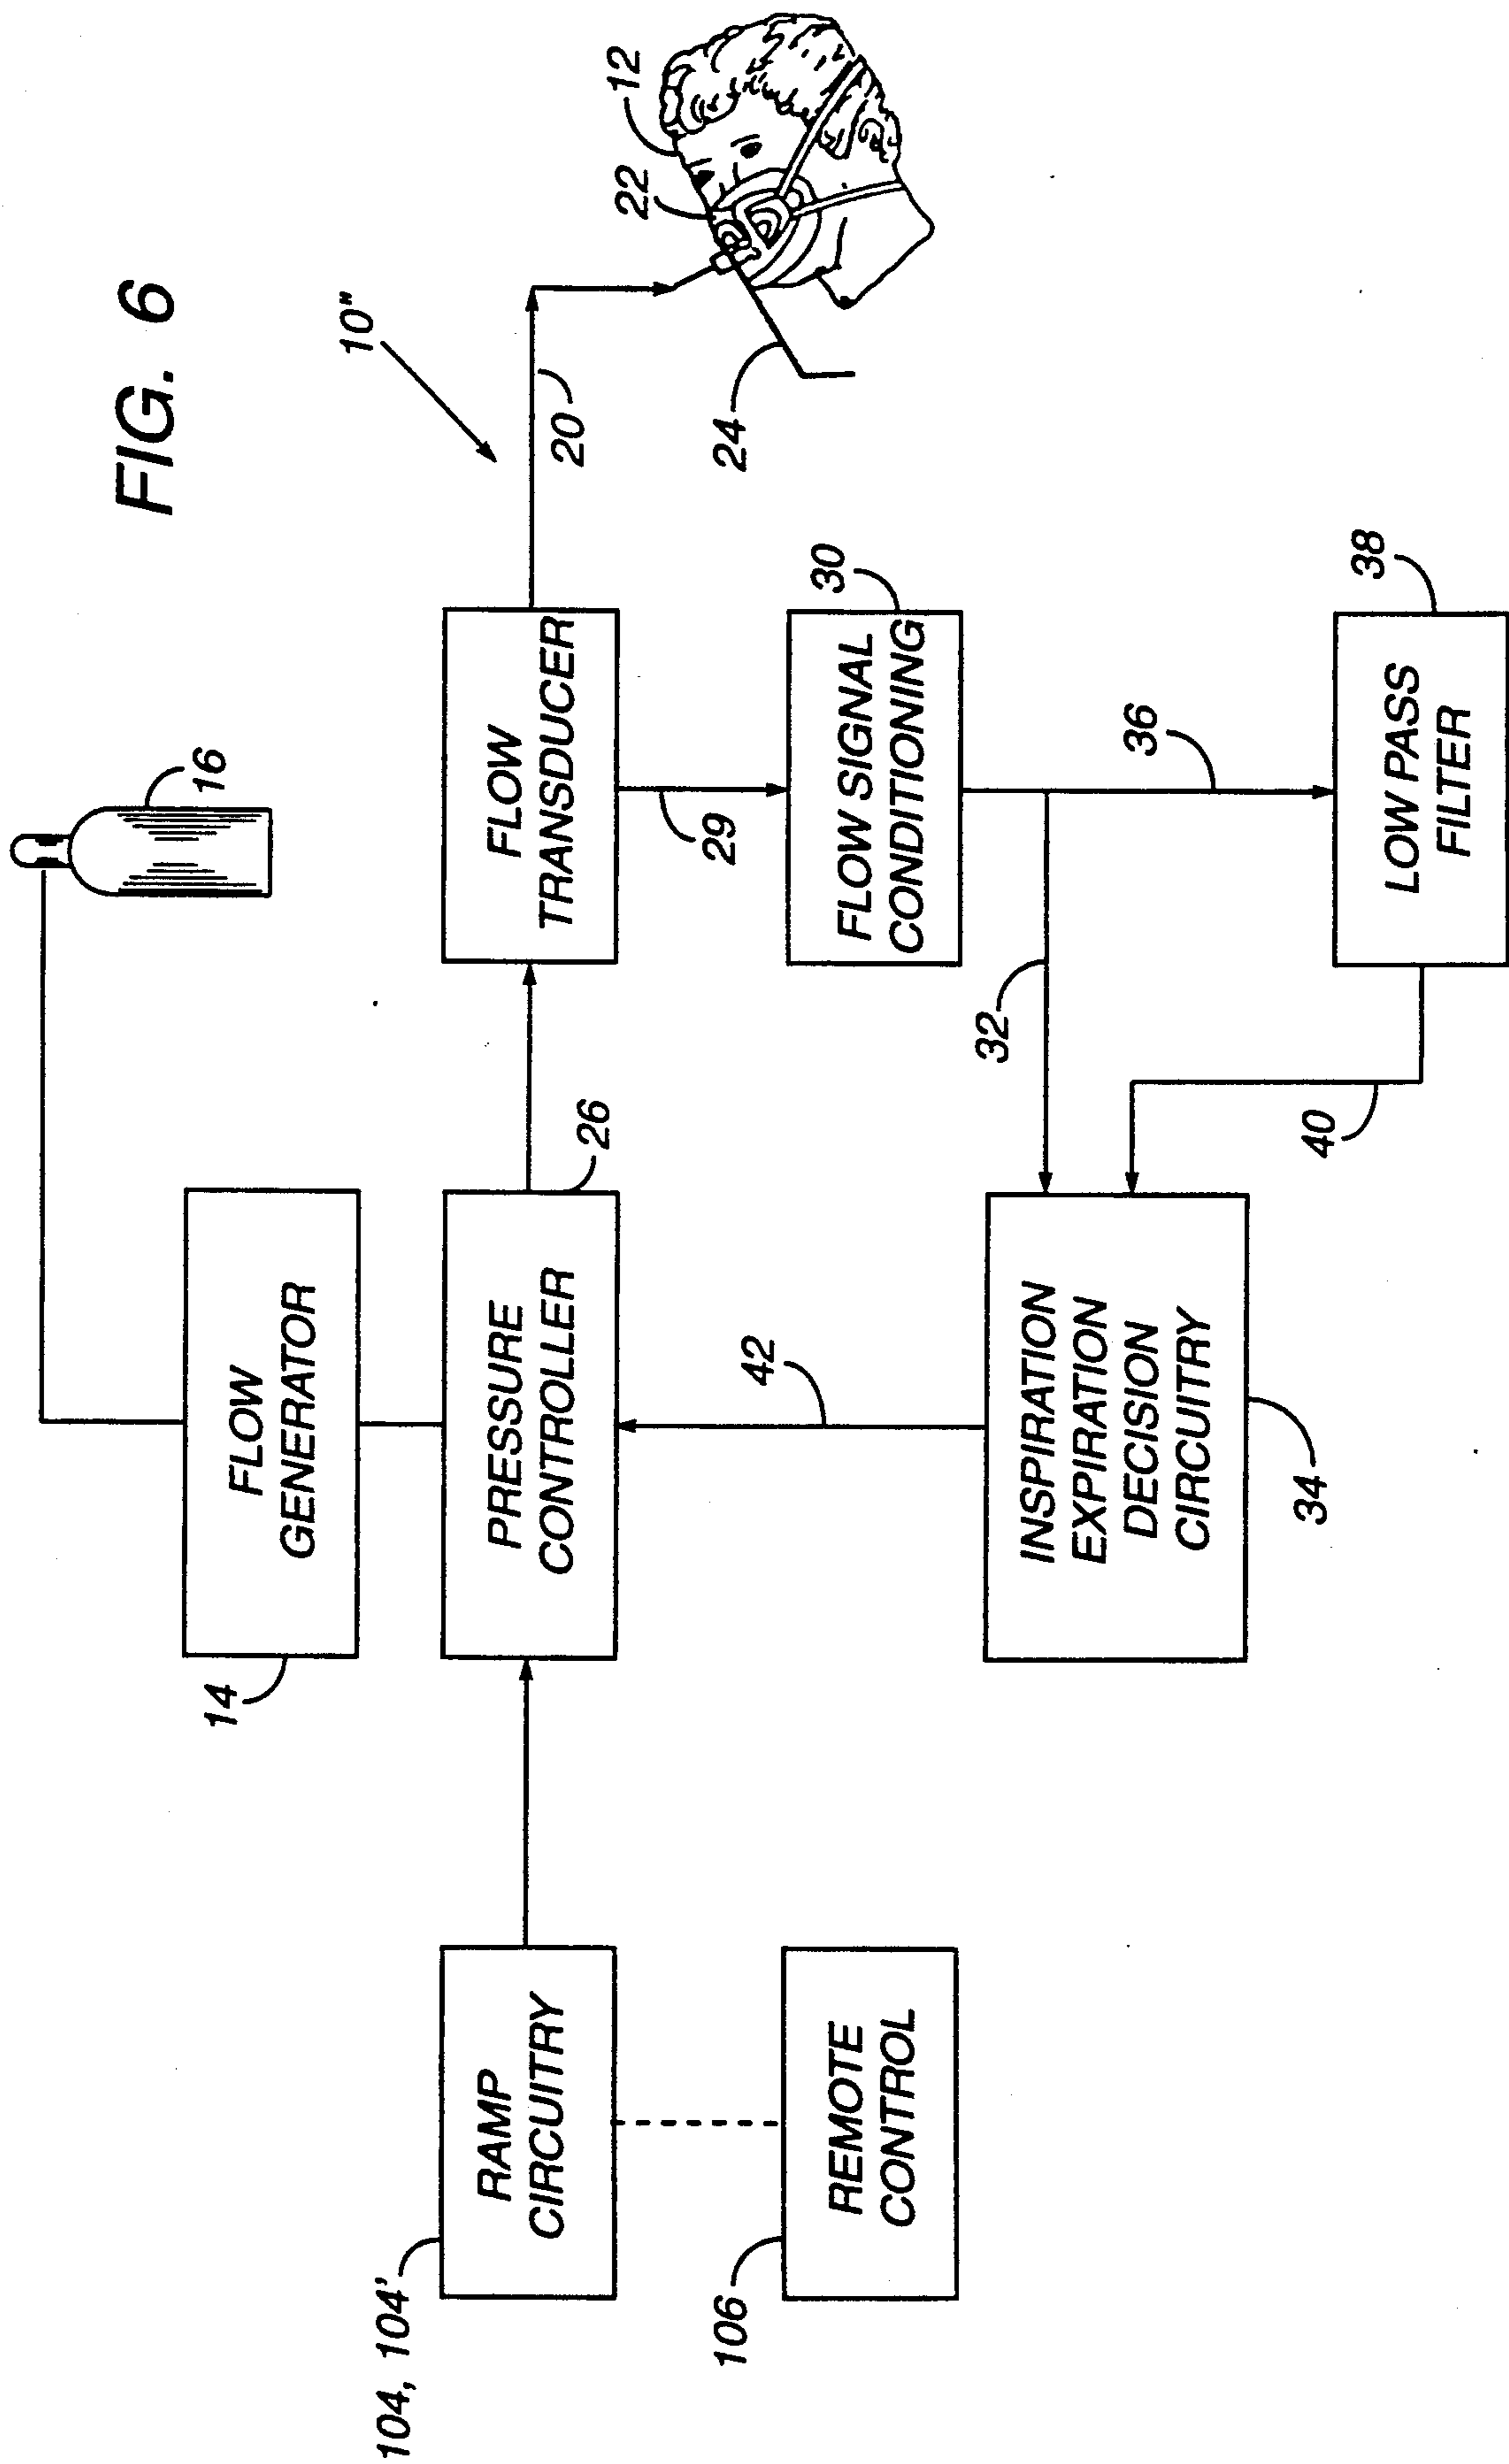 FIG. 6
16
10"
12
22
20
24
14
FLOW
GENERATOR
26
104, 104'
RAMP
CIRCUITRY
PRESSURE
CONTROLLER
FLOW
TRANSDUCER
29
30
42
106
REMOTE
CONTROL
FLOW SIGNAL
CONDITIONING
32
36
INSPIRATION
EXPIRATION
DECISION
CIRCUITRY
34
40
38
LOW PASS
FILTER